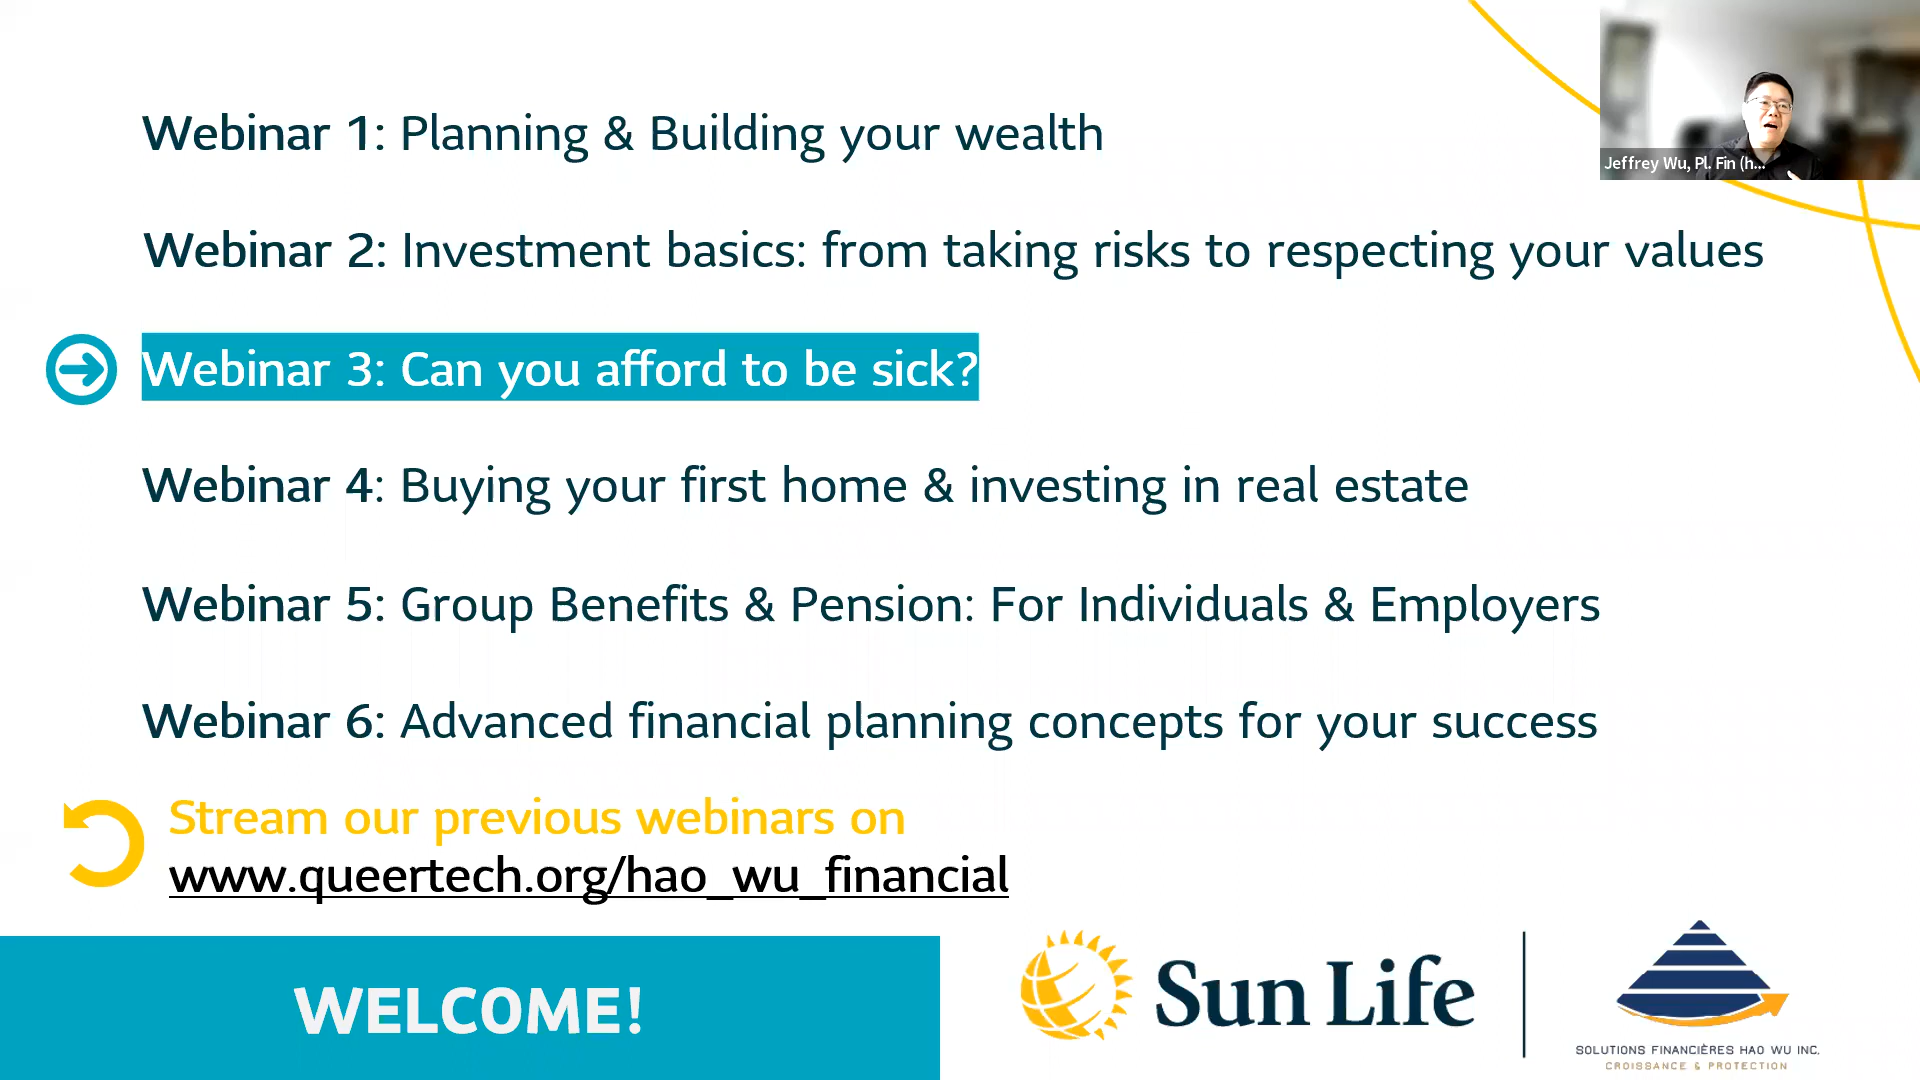 Webinar 1: Planning & Building your wealth
Jeffrey Wu, Pl. Fin (h...
Webinar 2: Investment basics: from taking risks to respecting your values
Webinar 3: Can you afford to be sick?
Webinar 4: Buying your first home & investing in real estate
Webinar 5: Group Benefits & Pension: For Individuals & Employers
Webinar 6: Advanced financial planning concepts for your success
Stream our previous webinars on
www.queertech.org/hao_wu_financial
WELCOME!
Sun Life
SOLUTIONS FINANCIÈRES HAO WU INC.
CROISSANCE & PROTECTION